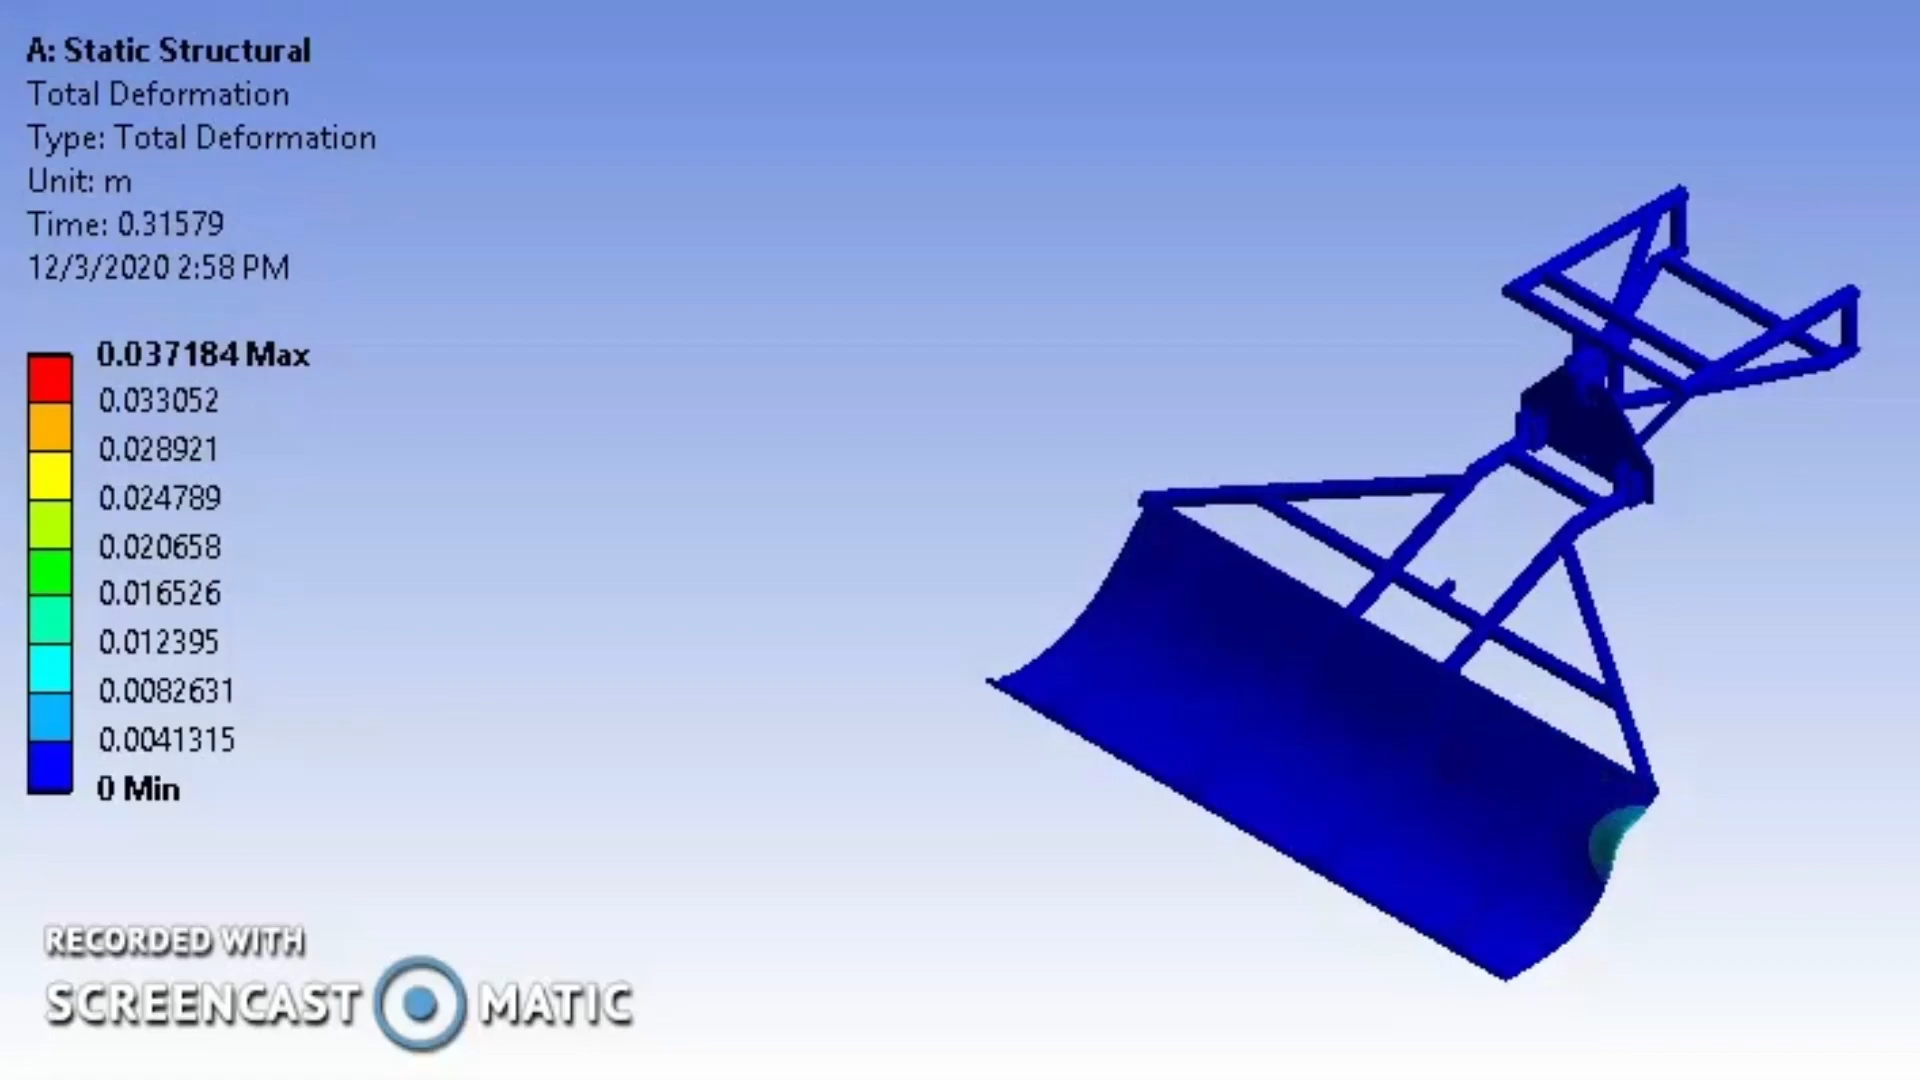 A: Static Structural
Total Deformation
Type: Total Deformation
Unit: m
Time: 0.31579
12/3/2020 2:58 PM
0.037184 Max
0.033052
0.028921
0.024789
0.020658
0.016526
0.012395
0.0082631
0.0041315
0 Min
RECORDED WITH
SCREENCAST MATIC